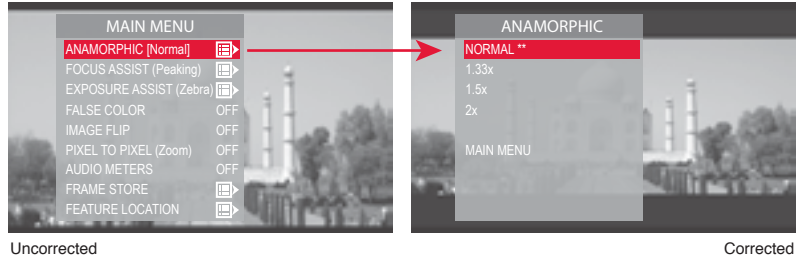 MAIN MENU
ANAMORPHIC [Normal]
FOCUS ASSIST (Peaking)
EXPOSURE ASSIST (Zebra)
FALSE COLOR OFF
IMAGE FLIP OFF
PIXEL TO PIXEL (Zoom) OFF
AUDIO METERS OFF
FRAME STORE
FEATURE LOCATION
Uncorrected
ANAMORPHIC
NORMAL **
1.33x
1.5x
2x
MAIN MENU
Corrected